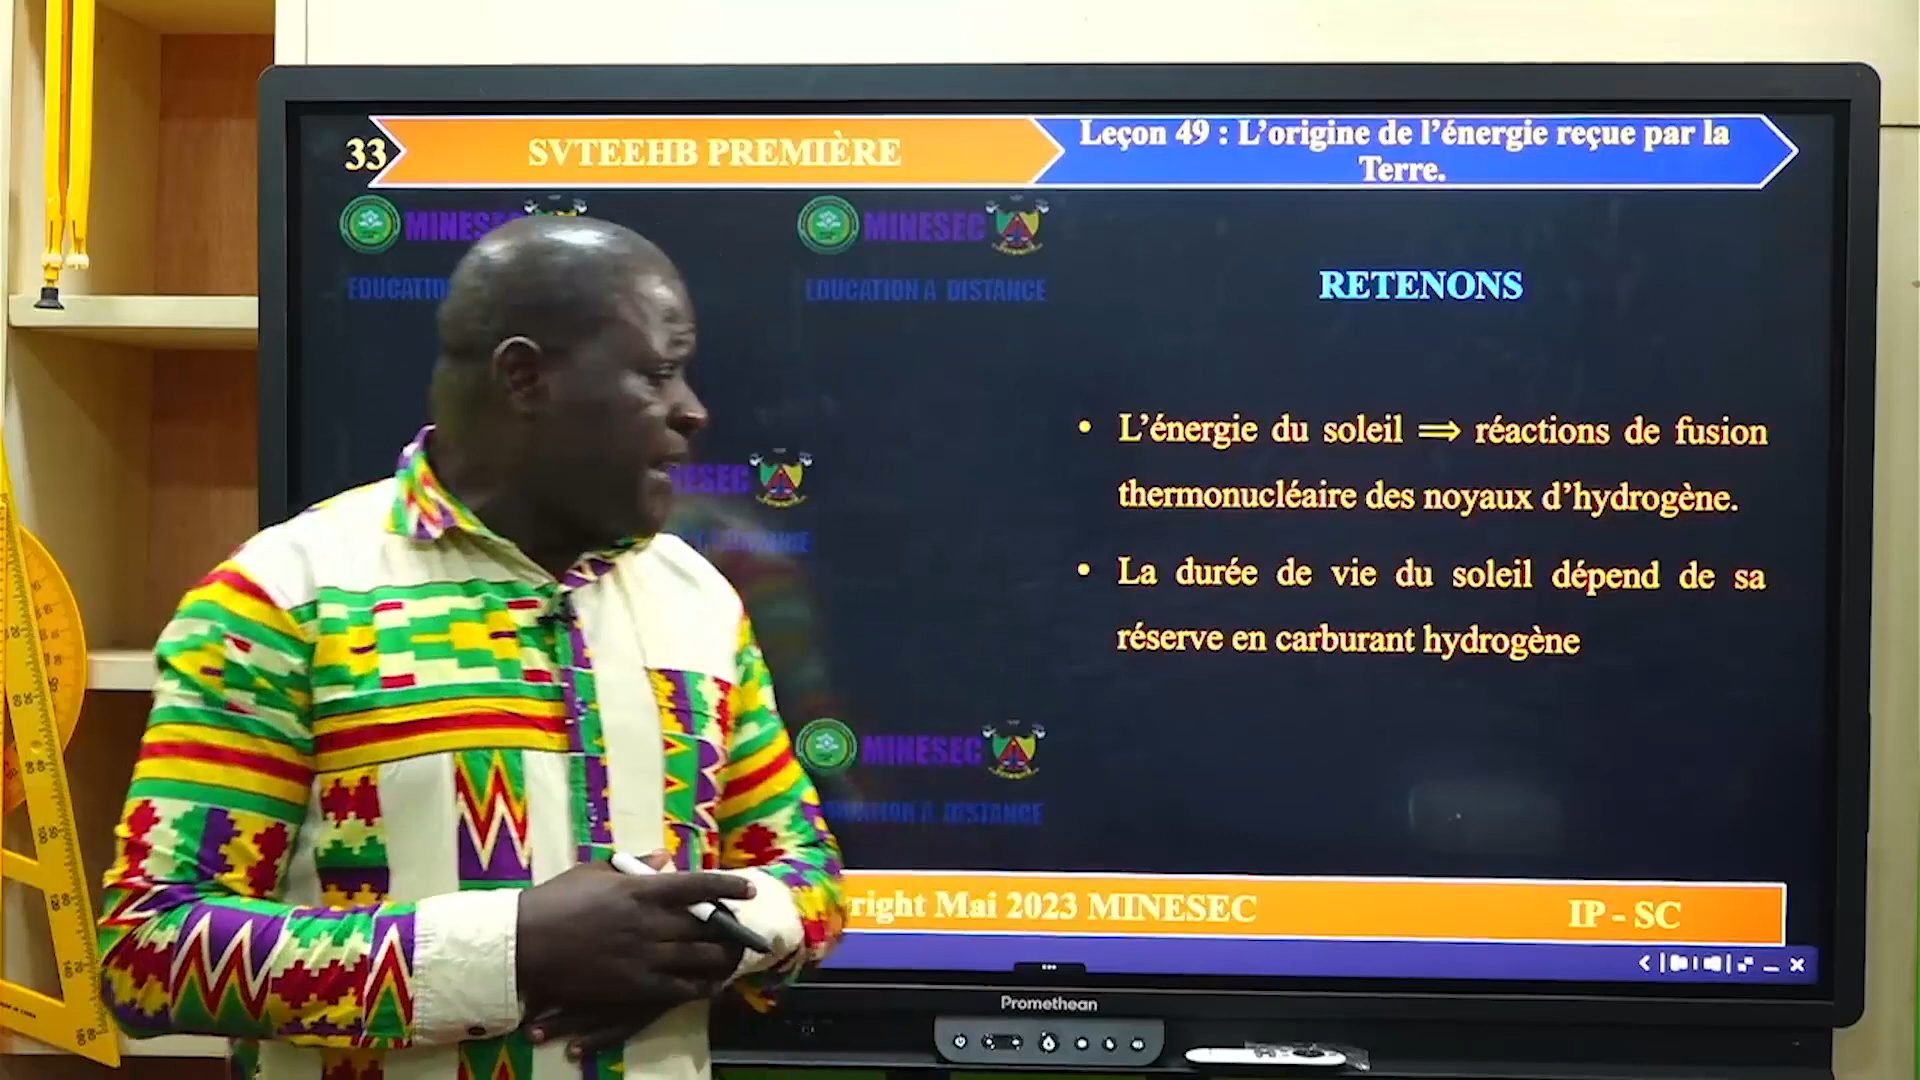 33
SVTEEHB PREMIÈRE
Leçon 49 : L’origine de l’énergie reçue par la
Terre.
MINESEC
EDUCATION A DISTANCE
RETENONS
• L’énergie du soleil ⟹ réactions de fusion
thermonucléaire des noyaux d’hydrogène.
• La durée de vie du soleil dépend de sa
réserve en carburant hydrogène
MINESEC
A DISTANCE
right Mai 2023 MINESEC
IP - SC
Promethean